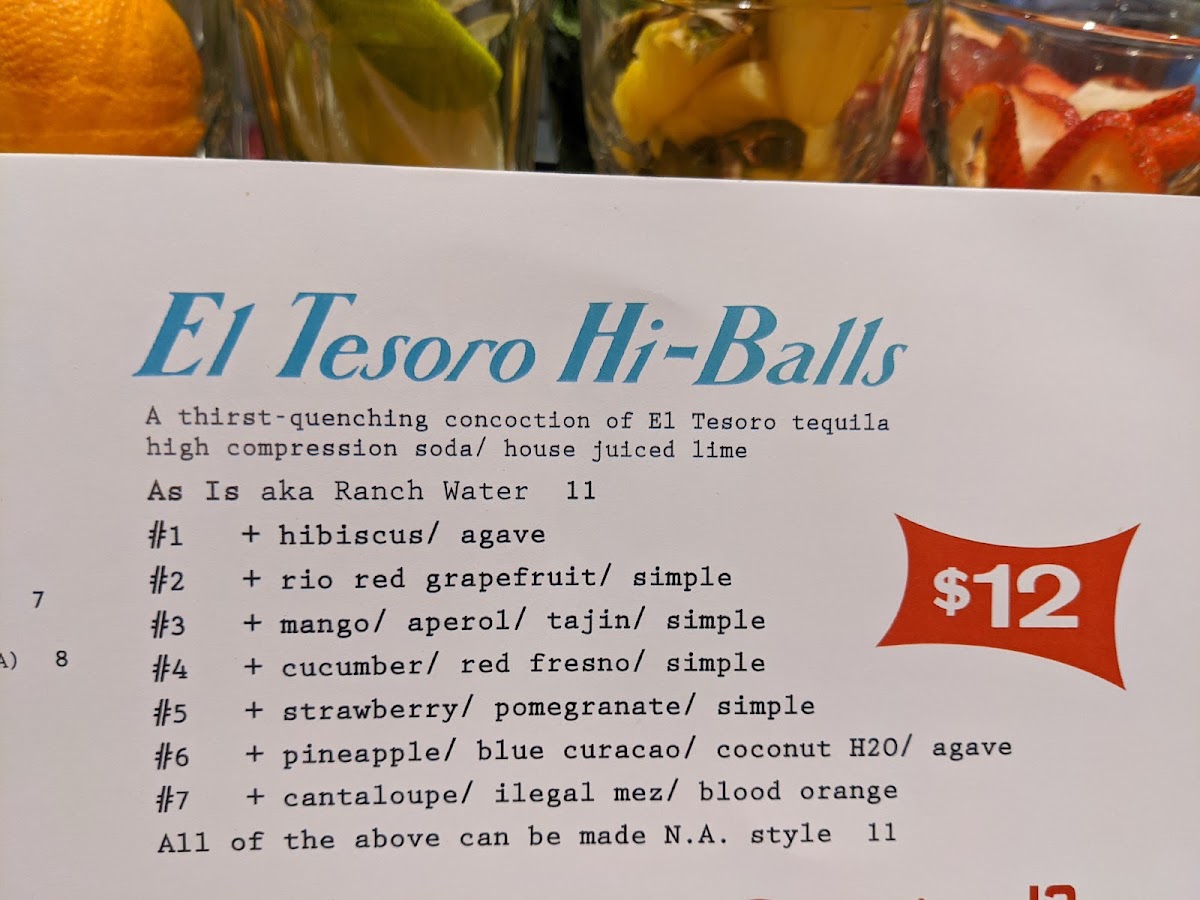 El Tesoro Hi-Balls
A thirst-quenching concoction of El Tesoro tequila
high compression soda/ house juiced lime
As Is aka Ranch Water 11
#1 + hibiscus/ agave
#2 + rio red grapefruit/ simple
#3 + mango/ aperol/ tajin/ simple
#4 + cucumber/ red fresno/ simple
#5 + strawberry/ pomegranate/ simple
#6 + pineapple/ blue curacao/ coconut H2O/ agave
#7 + cantaloupe/ ilegal mez/ blood orange
All of the above can be made N.A. style 11
$12
7
A) 8